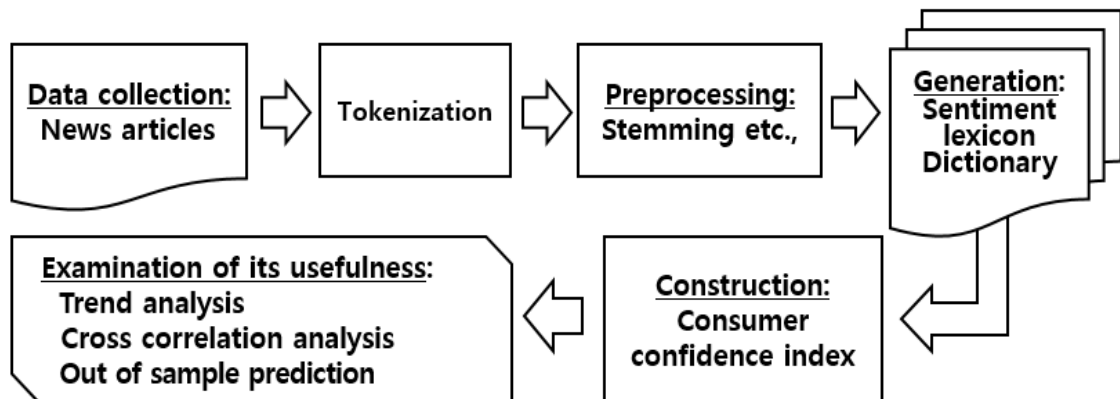 Data collection:
News articles
Tokenization
Preprocessing:
Stemming etc.,
Generation:
Sentiment
lexicon
Dictionary
Construction:
Consumer
confidence index
Examination of its usefulness:
Trend analysis
Cross correlation analysis
Out of sample prediction